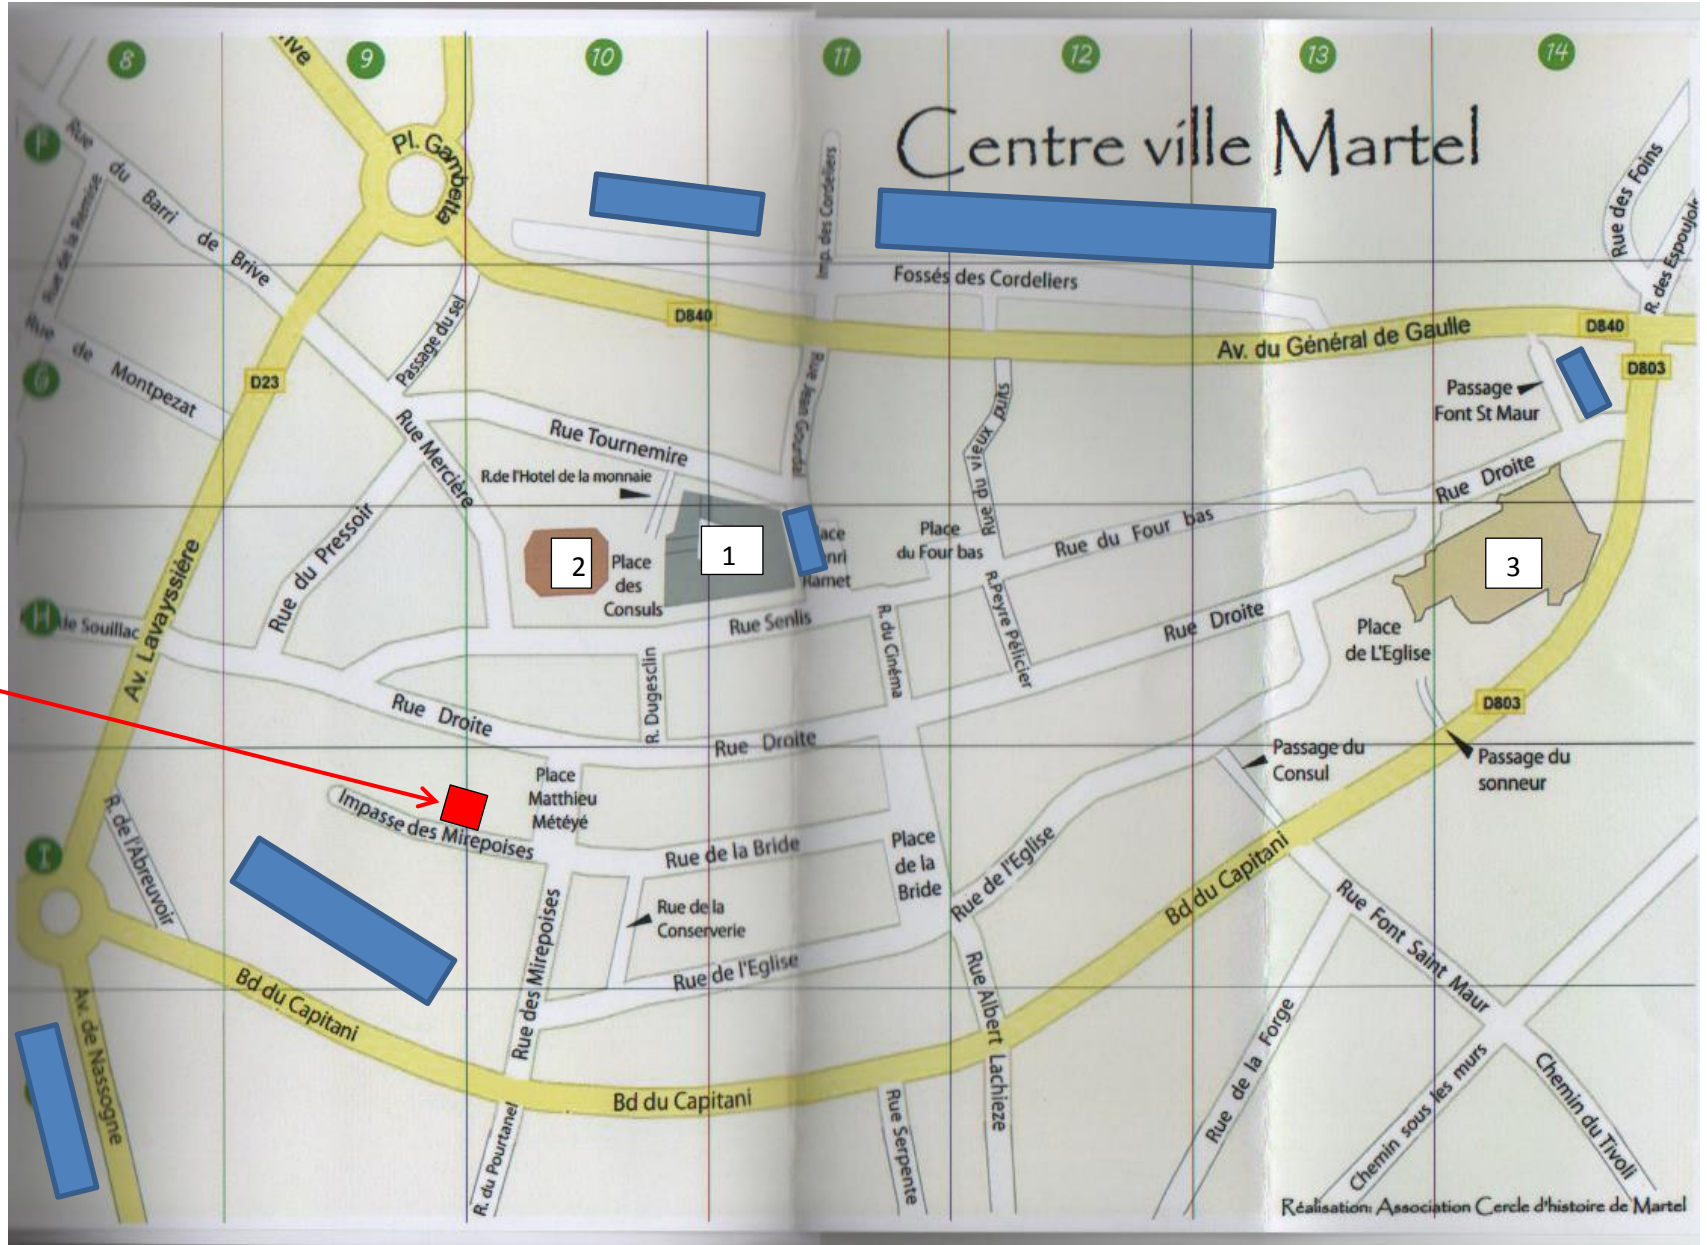 8
9
10
11
12
13
14
Centre ville Martel
F
G
H
I
Pl. Gambetta
Rue
du Barri
de Brive
Rue de la Remise
Rue
de
Montpezat
Passage du sel
D23
D840
Imp. des Cordeliers
Fossés des Cordeliers
Av. du Général de Gaulle
D840
D803
Rue des Foins
R. des Espoujols
Passage
Font St Maur
Rue Mercière
Rue Tournemire
R.de l'Hotel de la monnaie
Rue Jean Gourdal
Rue du vieux puits
Rue Droite
Rue du Pressoir
2
Place
des
Consuls
1
Place
du Four bas
Rue du Four bas
3
Av. Lavayssière
de Souillac
Rue Senlis
R. du Cinéma
R.Peyre Pélicier
Rue Droite
Place
de L'Eglise
Rue Droite
R. Dugesclin
Rue Droite
D803
Passage du
Consul
Passage du
sonneur
Place
Matthieu
Météyé
Impasse des Mirepoises
R. de l'Abreuvoir
Rue de la Bride
Place
de la
Bride
Rue de l'Eglise
Bd du Capitani
Rue de la
Conserverie
Rue des Mirepoises
Rue de l'Eglise
Rue Font Saint Maur
Bd du Capitani
Av. de Nassogne
Rue Albert Lachieze
Rue de la Forge
Chemin sous les murs
Chemin du Tivoli
Bd du Capitani
R. du Pourtanel
Rue Serpente
Réalisation: Association Cercle d'histoire de Martel